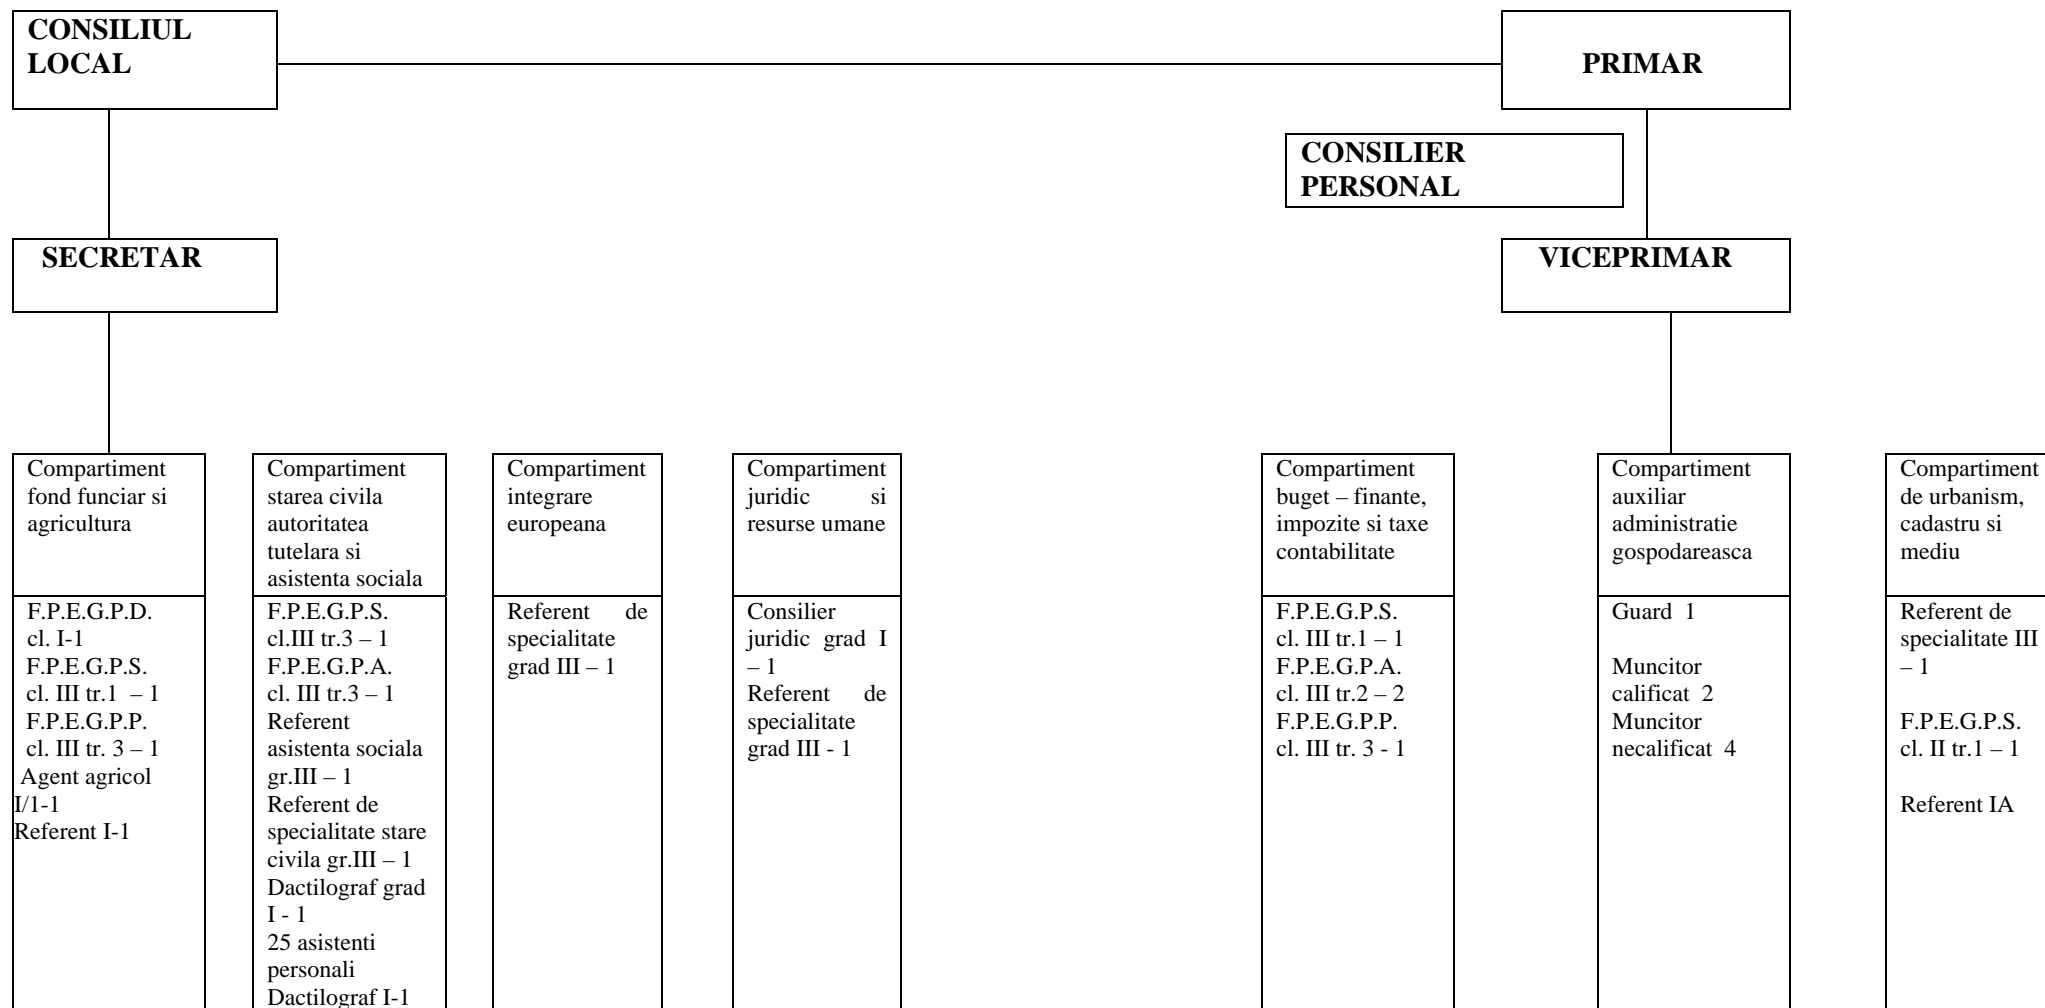 CONSILIUL
LOCAL
PRIMAR
CONSILIER
PERSONAL
SECRETAR
VICEPRIMAR
Compartiment
fond funciar si
agricultura
F.P.E.G.P.D.
cl. I-1
F.P.E.G.P.S.
cl. III tr.1 – 1
F.P.E.G.P.P.
cl. III tr. 3 – 1
Agent agricol
I/1-1
Referent I-1
Compartiment
starea civila
autoritatea
tutelara si
asistenta sociala
F.P.E.G.P.S.
cl.III tr.3 – 1
F.P.E.G.P.A.
cl. III tr.3 – 1
Referent
asistenta sociala
gr.III – 1
Referent de
specialitate stare
civila gr.III – 1
Dactilograf grad
I - 1
25 asistenti
personali
Dactilograf I-1
Compartiment
integrare
europeana
Referent de
specialitate
grad III – 1
Compartiment
juridic si
resurse umane
Consilier
juridic grad I
– 1
Referent de
specialitate
grad III - 1
Compartiment
buget – finante,
impozite si taxe
contabilitate
F.P.E.G.P.S.
cl. III tr.1 – 1
F.P.E.G.P.A.
cl. III tr.2 – 2
F.P.E.G.P.P.
cl. III tr. 3 - 1
Compartiment
auxiliar
administratie
gospodareasca
Guard 1
Muncitor
calificat 2
Muncitor
necalificat 4
Compartiment
de urbanism,
cadastru si
mediu
Referent de
specialitate III
– 1
F.P.E.G.P.S.
cl. II tr.1 – 1
Referent IA